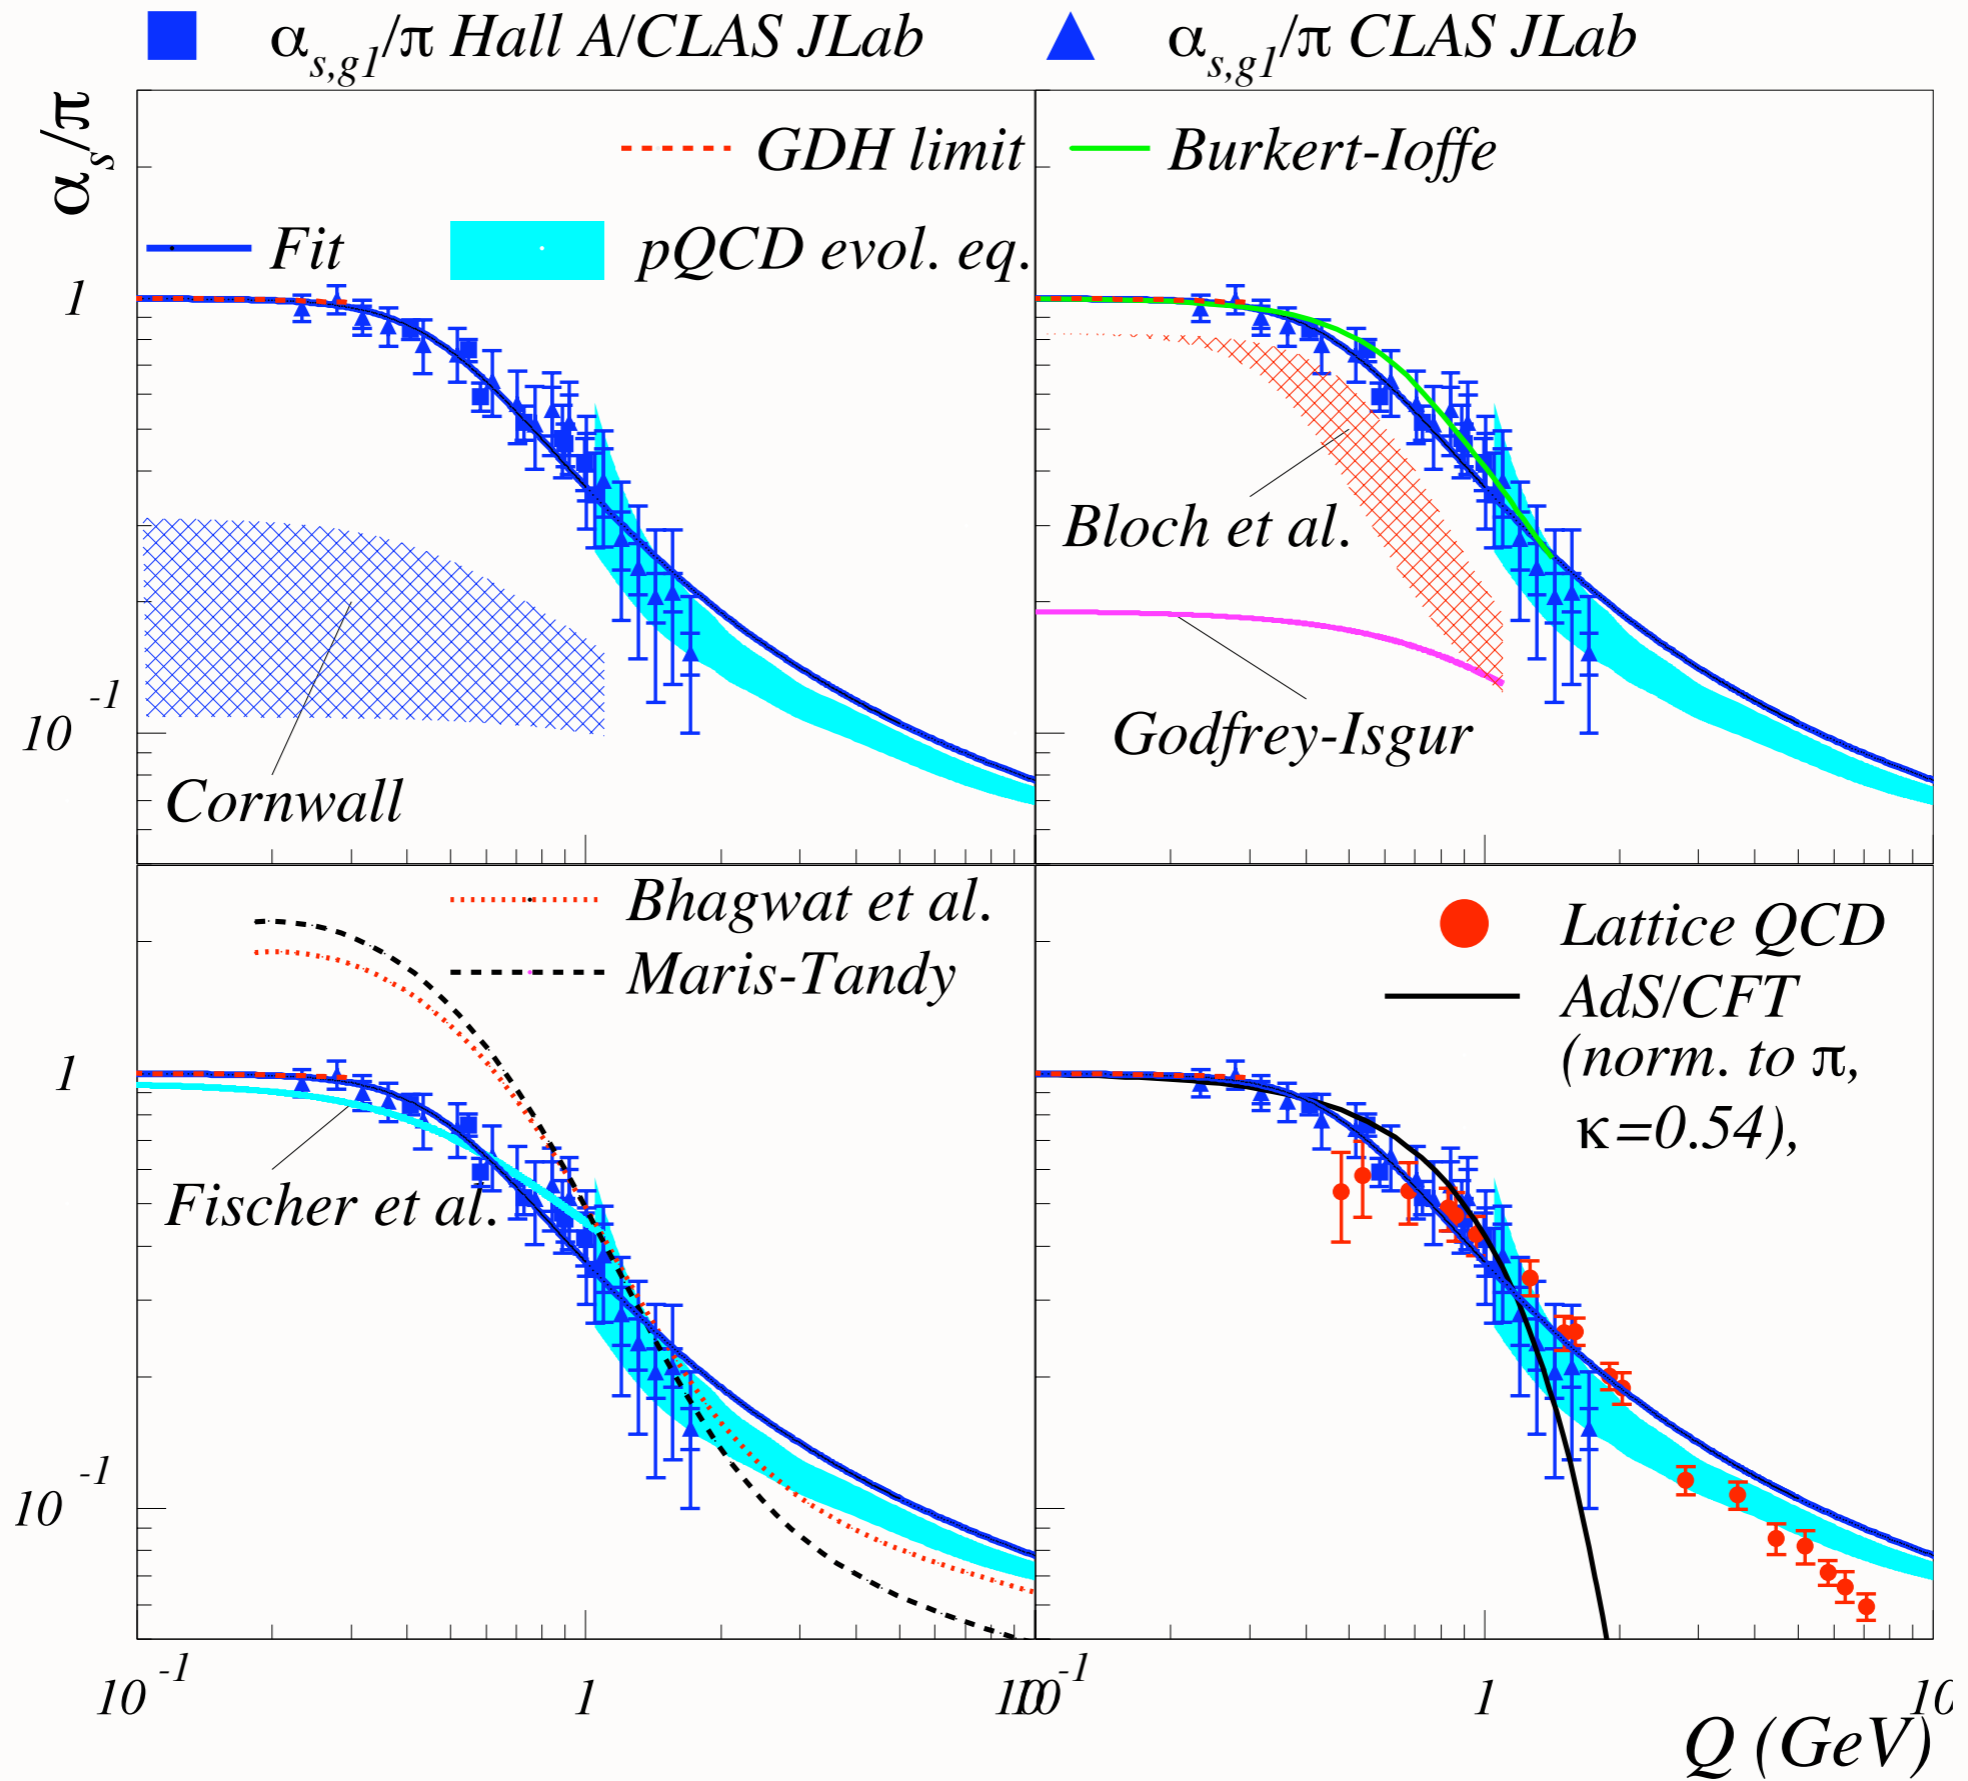 α_{s,g1}/π Hall A/CLAS JLab
α_{s,g1}/π CLAS JLab
α_s/π
GDH limit
Fit
pQCD evol. eq.
Burkert-Ioffe
1
10^{-1}
Cornwall
Bloch et al.
Godfrey-Isgur
Bhagwat et al.
Maris-Tandy
1
Fischer et al.
10^{-1}
Lattice QCD
AdS/CFT
(norm. to π,
κ=0.54),
10^{-1}
1
10
10^{-1}
1
10
Q (GeV)